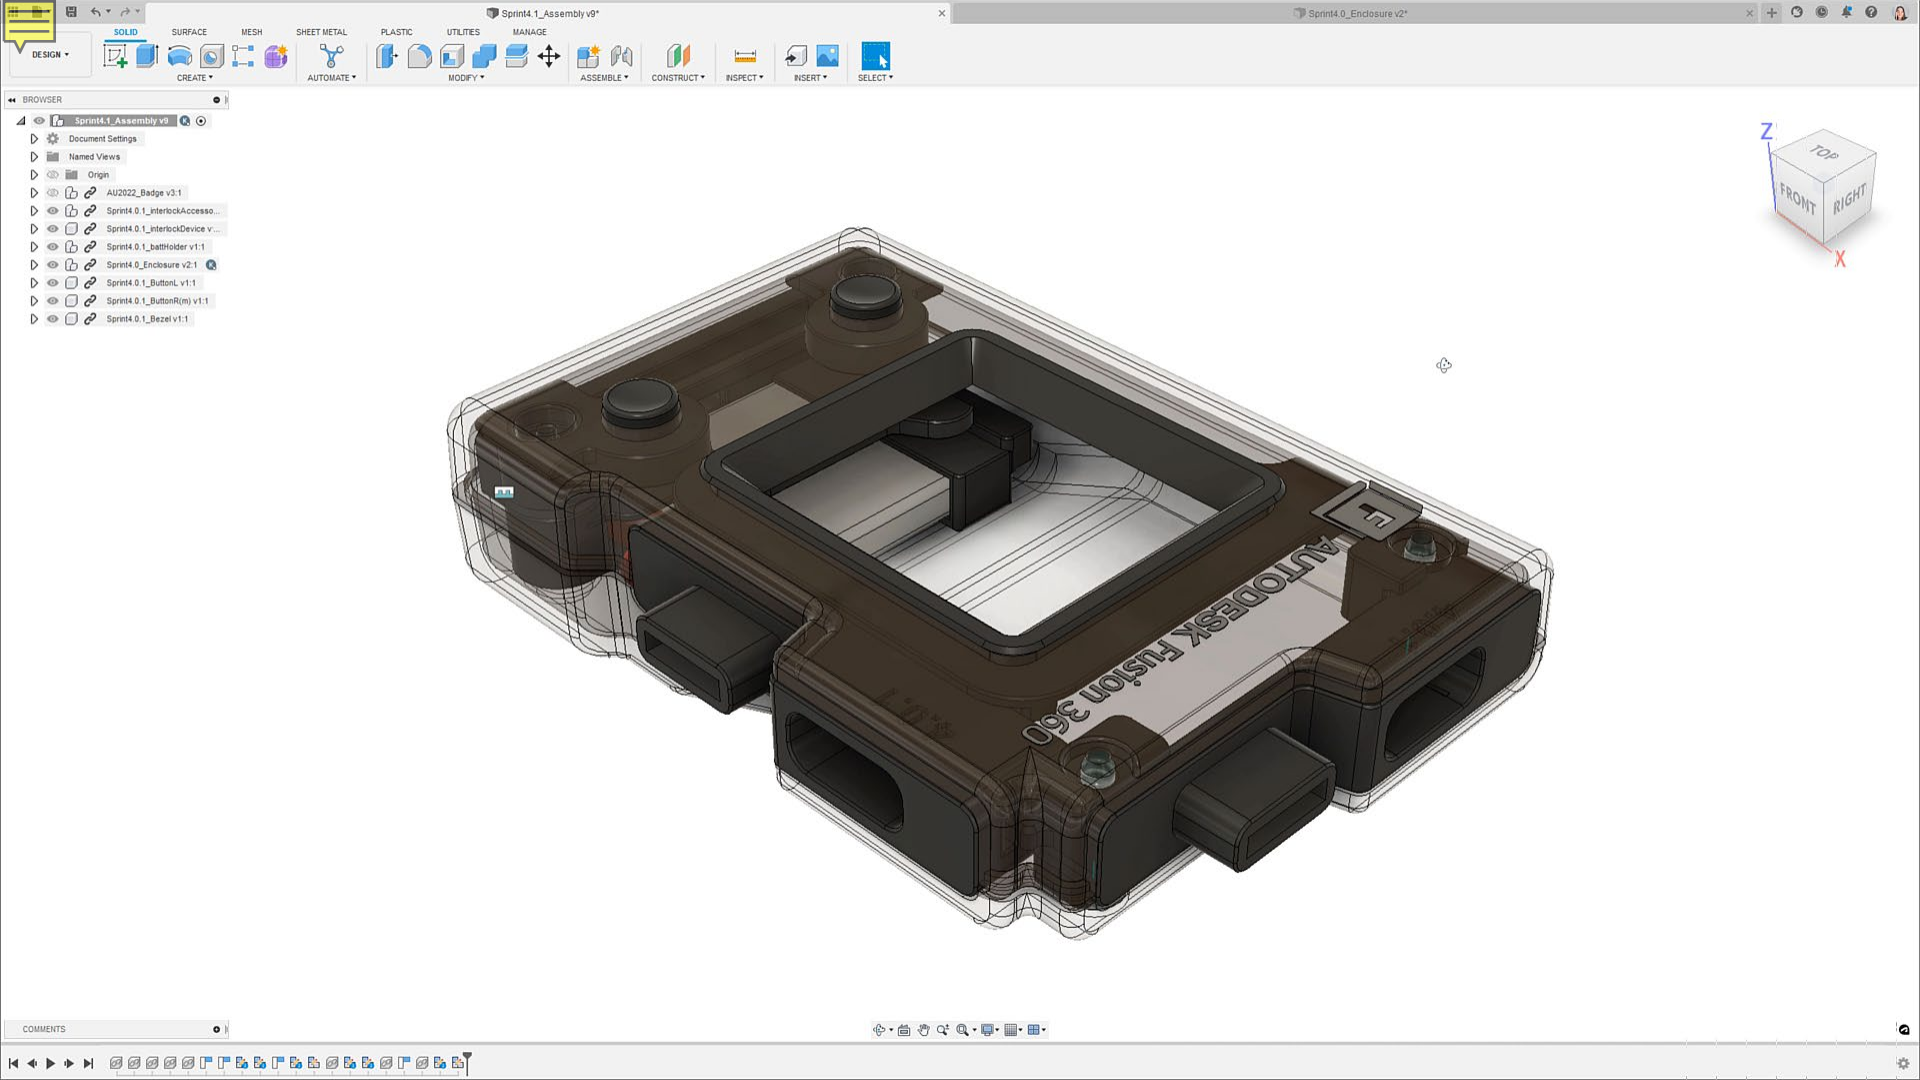 Sprint4.1_Assembly v9*
Sprint4.0_Enclosure v2*
DESIGN
SOLID
SURFACE
MESH
SHEET METAL
PLASTIC
UTILITIES
MANAGE
CREATE
AUTOMATE
MODIFY
ASSEMBLE
CONSTRUCT
INSPECT
INSERT
SELECT
BROWSER
Sprint4.1_Assembly v9
Document Settings
Named Views
Origin
AU2022_Badge v3:1
Sprint4.0.1_interlockAccesso...
Sprint4.0.1_interlockDevice v...
Sprint4.0.1_battHolder v1:1
Sprint4.0_Enclosure v2:1
Sprint4.0.1_ButtonL v1:1
Sprint4.0.1_ButtonR(m) v1:1
Sprint4.0.1_Bezel v1:1
Z
TOP
FRONT
RIGHT
X
F
AUTODESK Fusion 360
COMMENTS